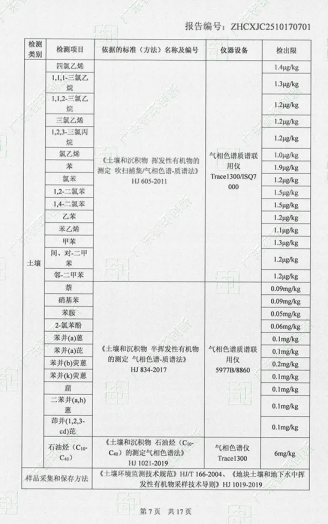 报告编号：ZHCXJC2510170701
检测类别 检测项目 依据的标准（方法）名称及编号 仪器设备 检出限
土壤
四氯乙烯 1.4μg/kg
1,1,1-三氯乙烷 1.3μg/kg
1,1,2-三氯乙烷 1.2μg/kg
三氯乙烯 1.2μg/kg
1,2,3-三氯丙烷 1.2μg/kg
氯乙烯 1.0μg/kg
苯 1.9μg/kg
氯苯 1.2μg/kg
1,2-二氯苯 1.5μg/kg
1,4-二氯苯 1.5μg/kg
乙苯 1.2μg/kg
苯乙烯 1.1μg/kg
甲苯 1.3μg/kg
间、对-二甲苯 1.2μg/kg
邻-二甲苯 1.2μg/kg
《土壤和沉积物 挥发性有机物的
测定 吹扫捕集/气相色谱-质谱法》
HJ 605-2011
气相色谱质谱联
用仪
Trace1300/ISQ7
000
萘 0.09mg/kg
硝基苯 0.09mg/kg
苯胺 0.05mg/kg
2-氯苯酚 0.06mg/kg
苯并(a)蒽 0.1mg/kg
苯并(a)芘 0.1mg/kg
苯并(b)荧蒽 0.2mg/kg
苯并(k)荧蒽 0.1mg/kg
䓛 0.1mg/kg
二苯并(a,h)蒽 0.1mg/kg
茚并(1,2,3-cd)芘 0.1mg/kg
《土壤和沉积物 半挥发性有机物
的测定 气相色谱-质谱法》
HJ 834-2017
气相色谱质谱联
用仪
5977B/8860
石油烃（C₁₀-
C₄₀）
《土壤和沉积物 石油烃（C₁₀-
C₄₀）的测定气相色谱法》
HJ 1021-2019
气相色谱仪
Trace1300
6mg/kg
样品采集和保存方法
《土壤环境监测技术规范》HJ/T 166-2004、《地块土壤和地下水中挥
发性有机物采样技术导则》HJ 1019-2019
第 7 页 共 17 页